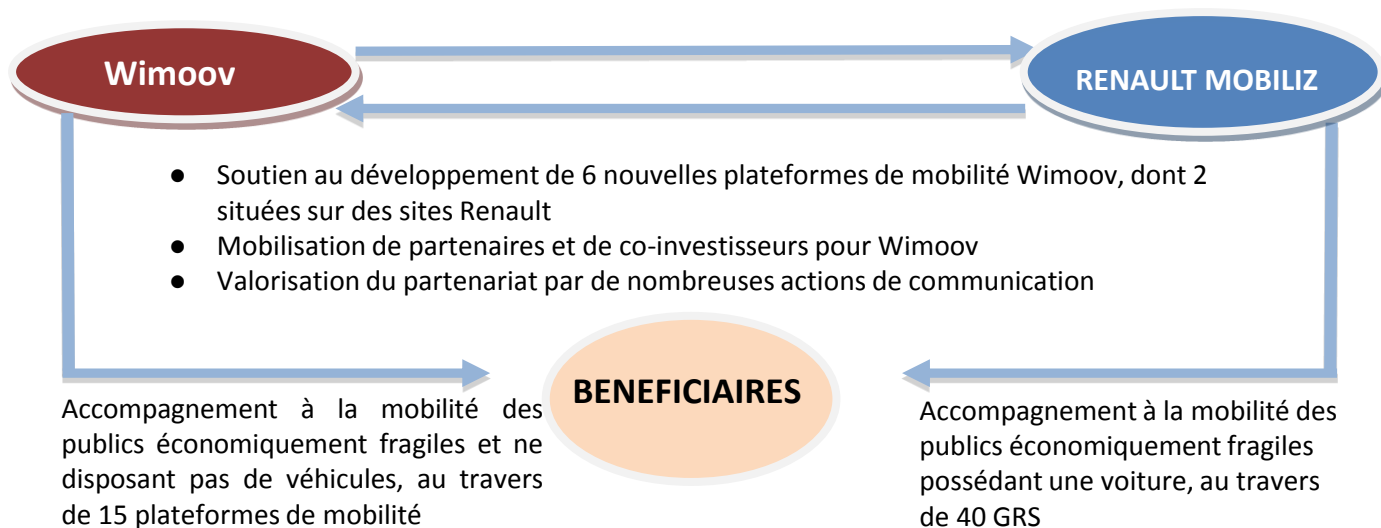 Wimoov
RENAULT MOBILIZ
● Soutien au développement de 6 nouvelles plateformes de mobilité Wimoov, dont 2
situées sur des sites Renault
● Mobilisation de partenaires et de co-investisseurs pour Wimoov
● Valorisation du partenariat par de nombreuses actions de communication
BENEFICIAIRES
Accompagnement à la mobilité des
publics économiquement fragiles et ne
disposant pas de véhicules, au travers
de 15 plateformes de mobilité
Accompagnement à la mobilité des
publics économiquement fragiles
possédant une voiture, au travers
de 40 GRS